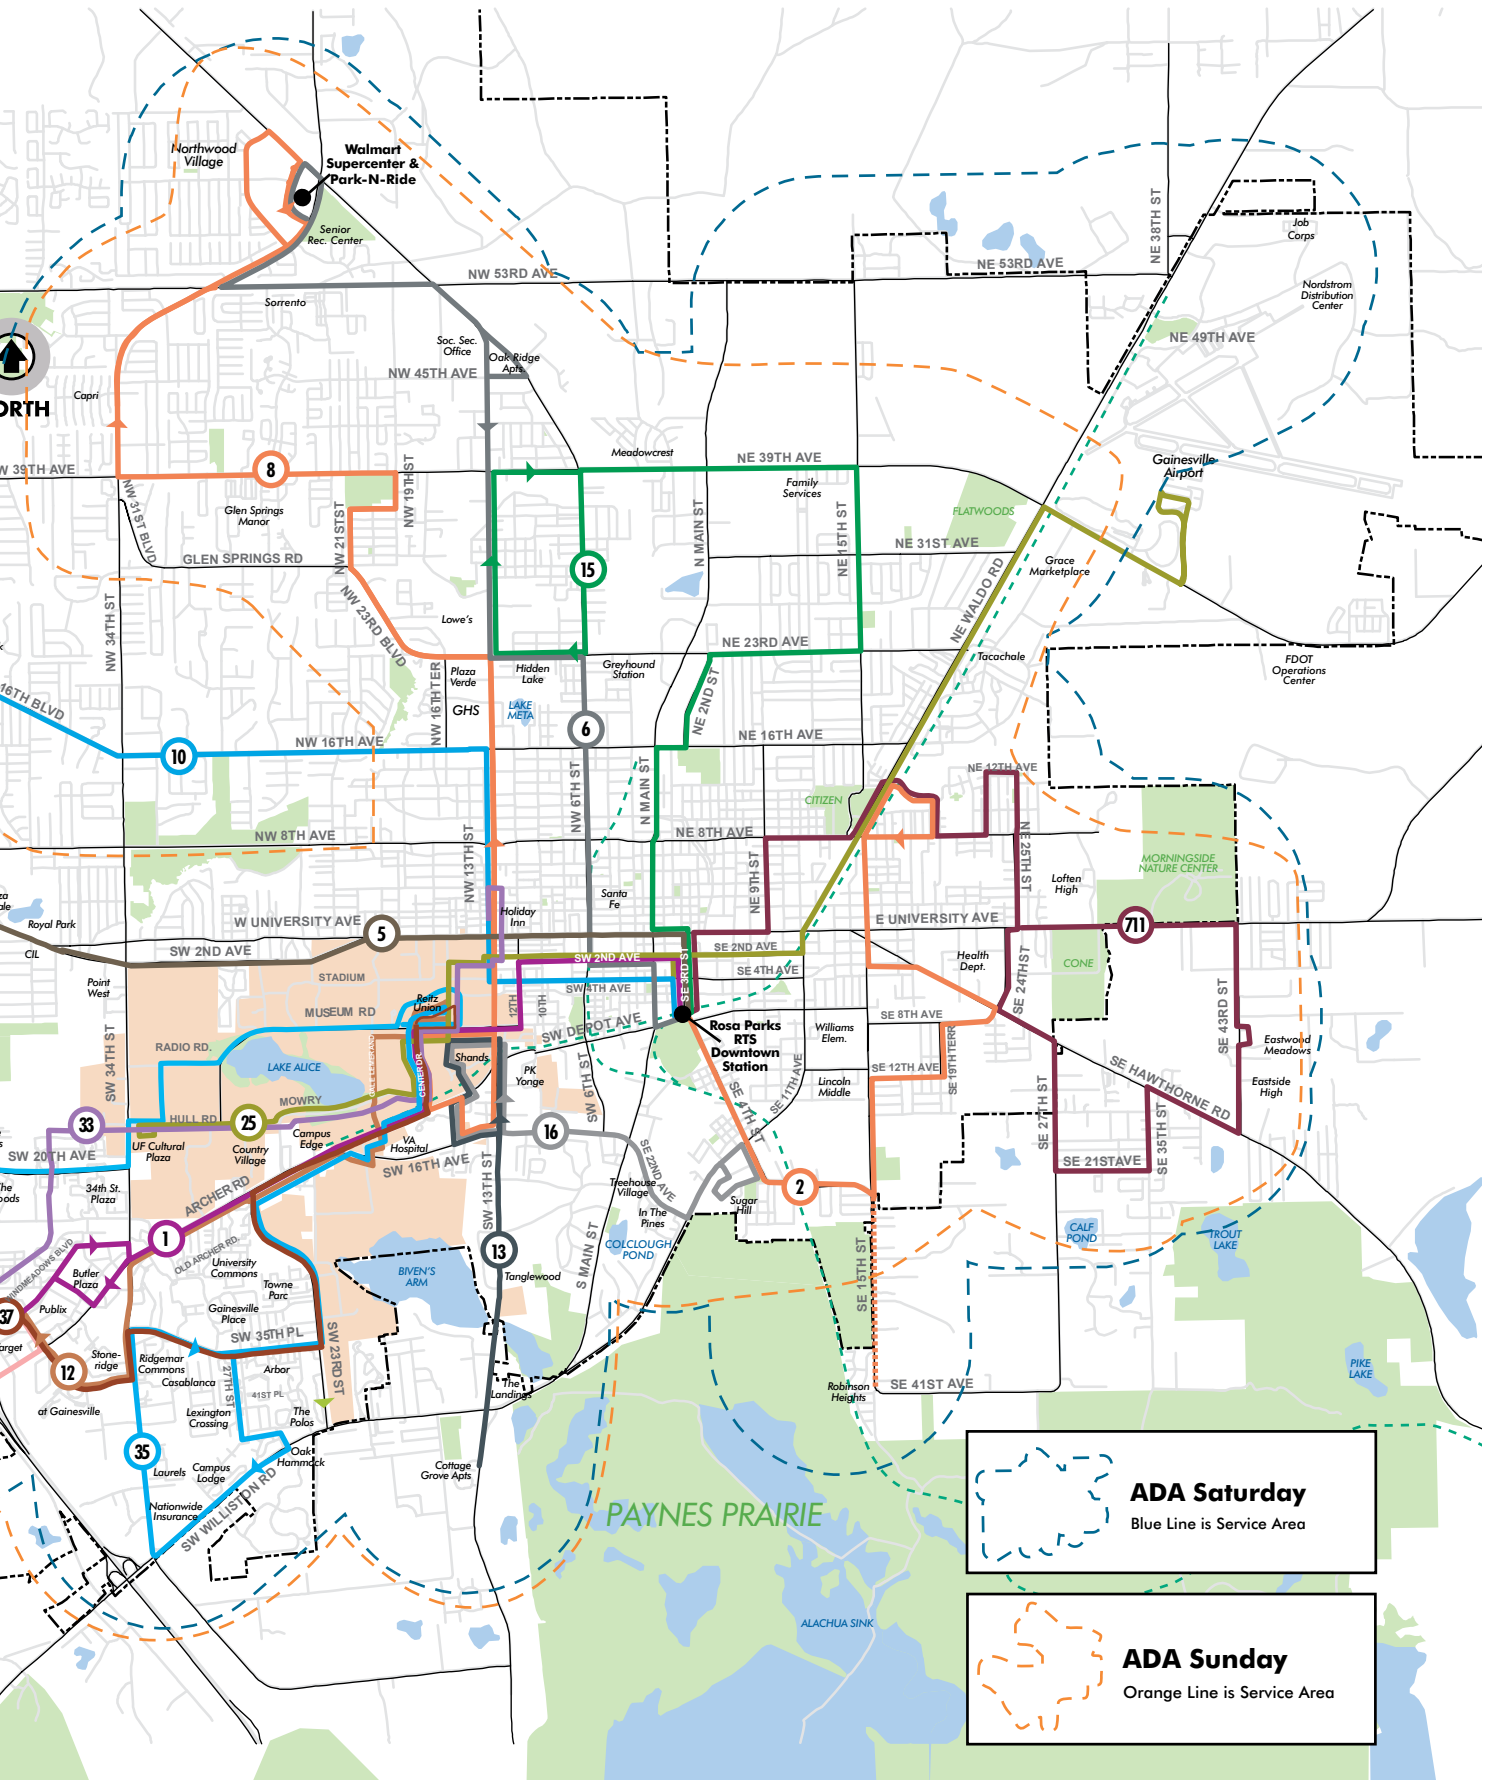 Northwood
Village
Walmart
Supercenter &
Park-N-Ride
Senior
Rec. Center
NE 38TH ST
Job
Corps
NW 53RD AVE
NE 53RD AVE
Sorrento
Nordstrom
Distribution
Center
NE 49TH AVE
Soc. Sec.
Office
Oak Ridge
Apts.
NW 45TH AVE
Capri
ORTH
Meadowcrest
NE 39TH AVE
W 39TH AVE
8
Gainesville
Airport
NW 31ST BLVD
NW 19TH ST
Family
Services
Glen Springs
Manor
NW 21ST ST
N MAIN ST
NE 15TH ST
FLATWOODS
NE 31ST AVE
GLEN SPRINGS RD
15
Grace
Marketplace
NE WALDO RD
NW 34TH ST
NW 23RD BLVD
Lowe's
NE 23RD AVE
Tacachale
NW 16TH TER
Plaza
Verde
Hidden
Lake
Greyhound
Station
FDOT
Operations
Center
NE 2ND ST
16TH BLVD
GHS
LAKE
META
6
NW 16TH AVE
NE 16TH AVE
10
NE 12TH AVE
NW 6TH ST
N MAIN ST
CITIZEN
NW 8TH AVE
NW 13TH ST
NE 8TH AVE
NE 9TH ST
NE 25TH ST
MORNINGSIDE
NATURE CENTER
Loften
High
Santa
Fe
Royal Park
W UNIVERSITY AVE
Holiday
Inn
E UNIVERSITY AVE
711
5
CIL
SW 2ND AVE
SW 2ND AVE
SE 2ND AVE
SE 3RD ST
SE 4TH AVE
Health
Dept.
CONE
SE 24TH ST
Point
West
STADIUM
SW 4TH AVE
Reitz
Union
12TH
10TH
MUSEUM RD
SW DEPOT AVE
SE 8TH AVE
SE 43RD ST
Rosa Parks
RTS
Downtown
Station
Williams
Elem.
RADIO RD.
SW 34TH ST
LAKE ALICE
CENTER DR.
Shands
PK
Yonge
SE 19TH TERR
Eastwood
Meadows
SE 12TH AVE
SE HAWTHORNE RD
SW 6TH ST
SE 4TH ST
SE 11TH AVE
Lincoln
Middle
Eastside
High
MOWRY
HULL RD
33
25
Campus
Edge
16
SE 27TH ST
SE 35TH ST
SW 20TH AVE
UF Cultural
Plaza
Country
Village
VA
Hospital
SW 16TH AVE
SE 22ND AVE
SE 21ST AVE
34th St.
Plaza
ARCHER RD
SW 13TH ST
Treehouse
Village
In The
Pines
Sugar
Hill
2
1
OLD ARCHER RD.
WINDMEADOWS BLVD
Butler
Plaza
University
Commons
BIVEN'S
ARM
13
Tanglewood
S MAIN ST
COLCLOUGH
POND
SE 15TH ST
CALF
POND
TROUT
LAKE
Towne
Parc
Publix
37
Gainesville
Place
SW 35TH PL
SW 23RD ST
12
Stone-
ridge
Ridgemar
Commons
Casablanca
Arbor
27TH ST
41ST PL
The
Landings
Robinson
Heights
SE 41ST AVE
PIKE
LAKE
at Gainesville
Lexington
Crossing
The
Polos
35
Oak
Hammock
Laurels
Campus
Lodge
Cottage
Grove Apts
Nationwide
Insurance
SW WILLISTON RD
PAYNES PRAIRIE
ALACHUA SINK
ADA Saturday
Blue Line is Service Area
ADA Sunday
Orange Line is Service Area